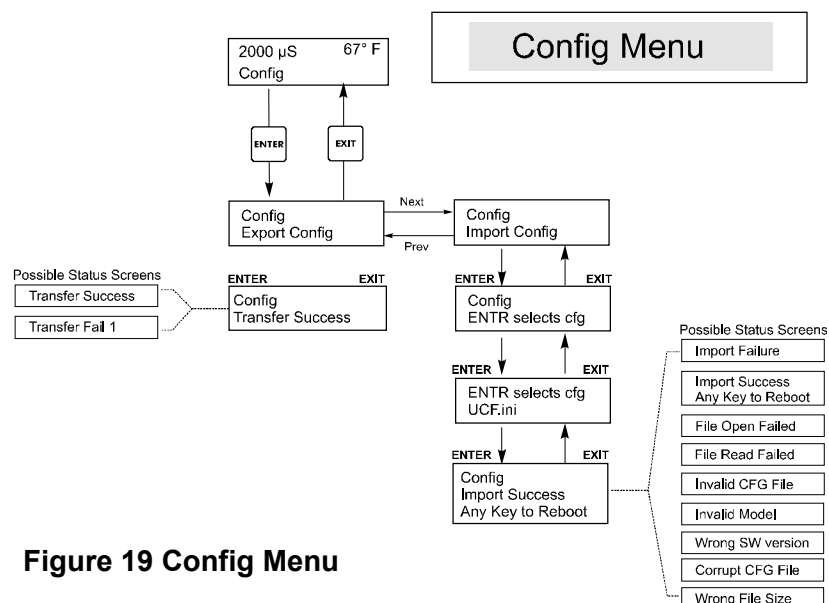 Config Menu
2000 µS 67° F
Config
ENTER EXIT
Config
Export Config
Next
Prev
Config
Import Config
Possible Status Screens
Transfer Success
Transfer Fail 1
ENTER EXIT
Config
Transfer Success
ENTER EXIT
Config
ENTR selects cfg
ENTER EXIT
ENTR selects cfg
UCF.ini
ENTER EXIT
Config
Import Success
Any Key to Reboot
Possible Status Screens
Import Failure
Import Success
Any Key to Reboot
File Open Failed
File Read Failed
Invalid CFG File
Invalid Model
Wrong SW version
Corrupt CFG File
Wrong File Size
Figure 19 Config Menu